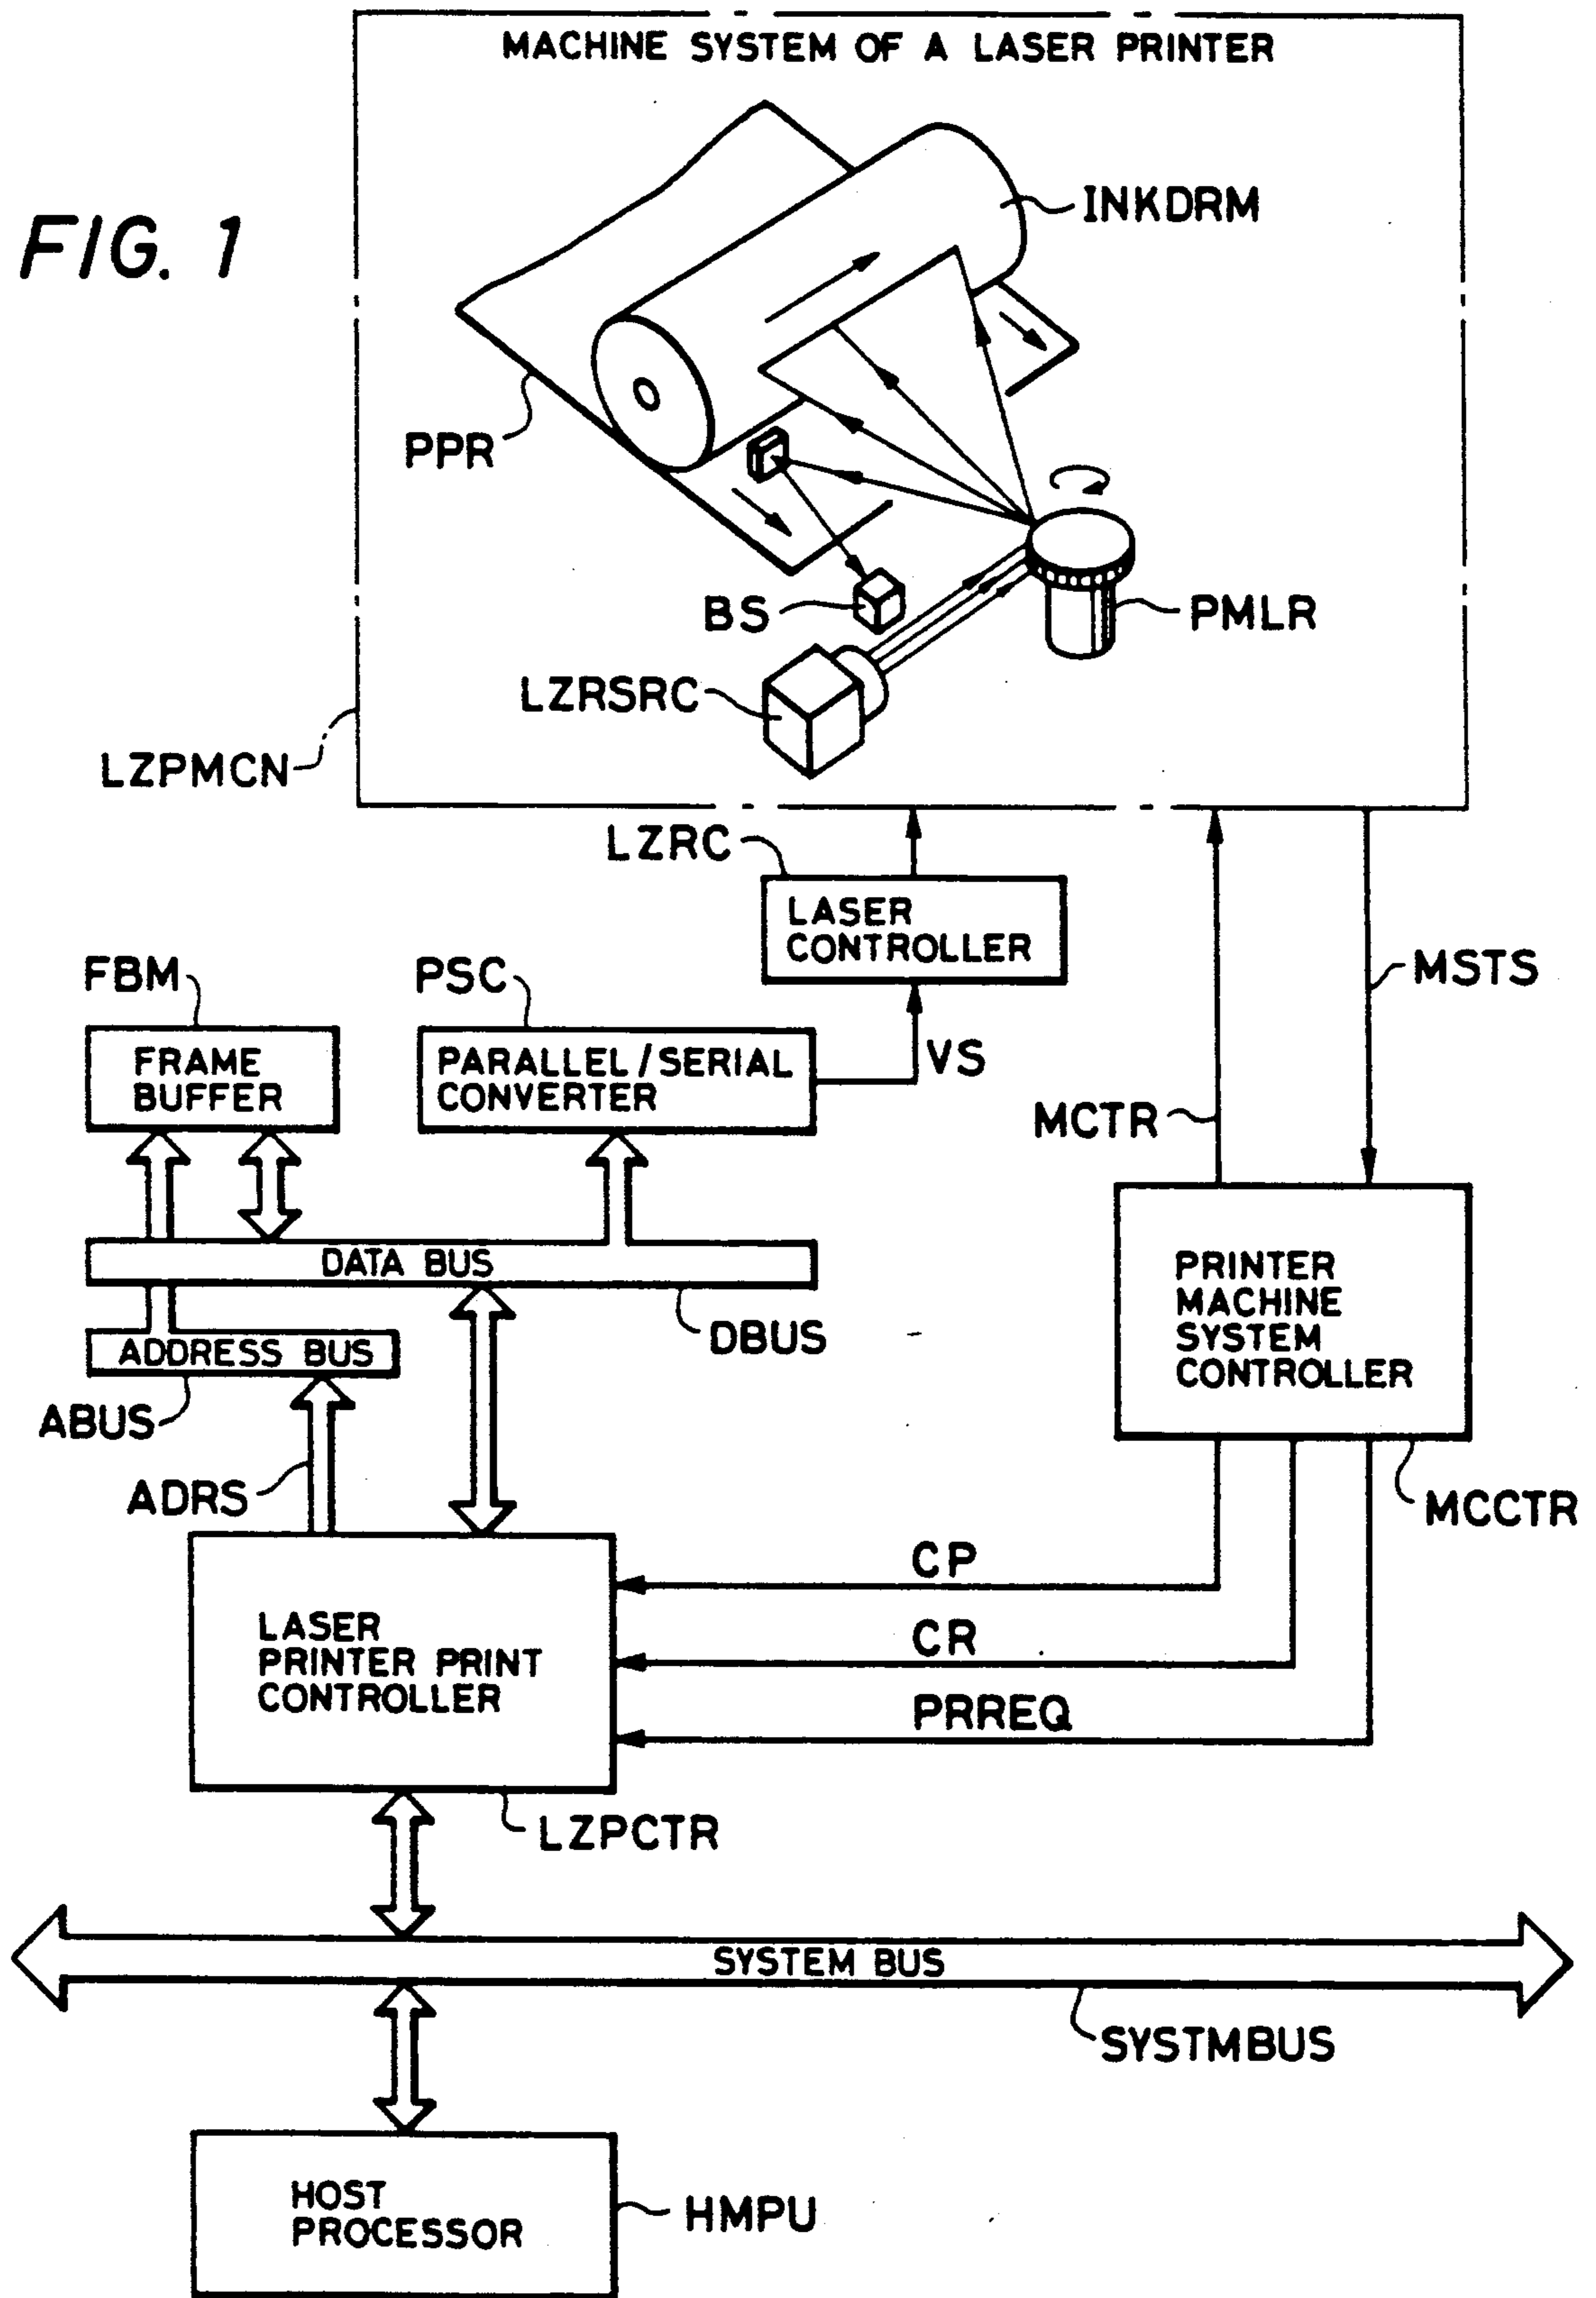 MACHINE SYSTEM OF A LASER PRINTER
FIG. 1
INKDRM
PPR
BS
PMLR
LZRSRC
LZPMCN
LZRC
LASER
CONTROLLER
MSTS
FBM
PSC
FRAME
BUFFER
PARALLEL/SERIAL
CONVERTER
VS
MCTR
DATA BUS
DBUS
ADDRESS BUS
ABUS
PRINTER
MACHINE
SYSTEM
CONTROLLER
ADRS
MCCTR
CP
LASER
PRINTER PRINT
CONTROLLER
CR
PRREQ
LZPCTR
SYSTEM BUS
SYSTMBUS
HOST
PROCESSOR
HMPU